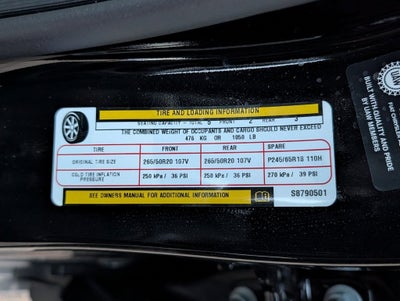 TIRE AND LOADING INFORMATION
SEATING CAPACITY - TOTAL 5 FRONT 2 REAR 3
THE COMBINED WEIGHT OF OCCUPANTS AND CARGO SHOULD NEVER EXCEED
476 KG OR 1050 LB
TIRE FRONT REAR SPARE
ORIGINAL TIRE SIZE 265/50R20 107V 265/50R20 107V P245/65R18 110H
COLD TIRE INFLATION PRESSURE 250 kPa / 36 PSI 250 kPa / 36 PSI 270 kPa / 39 PSI
SEE OWNERS MANUAL FOR ADDITIONAL INFORMATION
S8790501
BUILT WITH QUALITY AND PRIDE
BY UAW MEMBERS